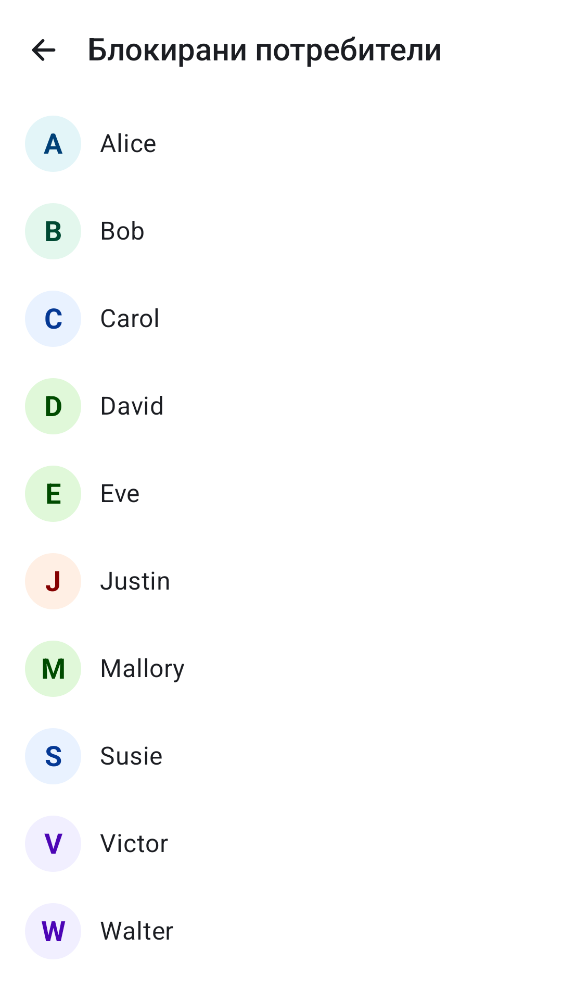 Блокирани потребители
A Alice
B Bob
C Carol
D David
E Eve
J Justin
M Mallory
S Susie
V Victor
W Walter